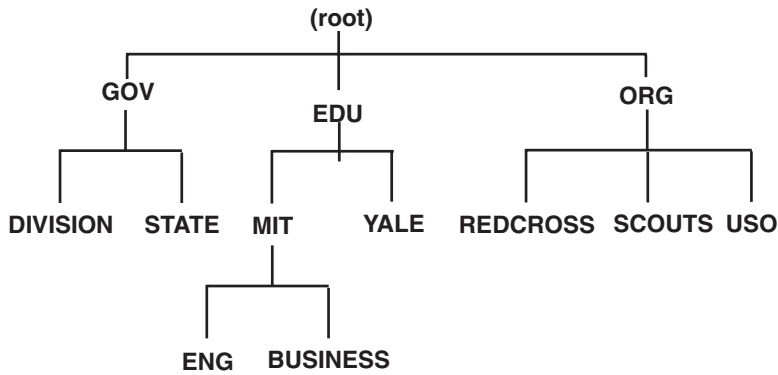 (root)
GOV EDU ORG
DIVISION STATE MIT YALE REDCROSS SCOUTS USO
ENG BUSINESS